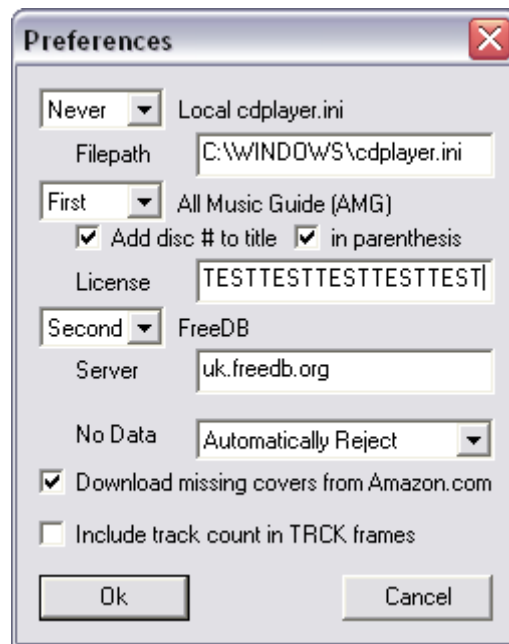 Preferences
Never Local cdplayer.ini
Filepath C:\WINDOWS\cdplayer.ini
First All Music Guide (AMG)
Add disc # to title in parenthesis
License TESTTESTTESTTESTTEST
Second FreeDB
Server uk.freedb.org
No Data Automatically Reject
Download missing covers from Amazon.com
Include track count in TRCK frames
Ok Cancel